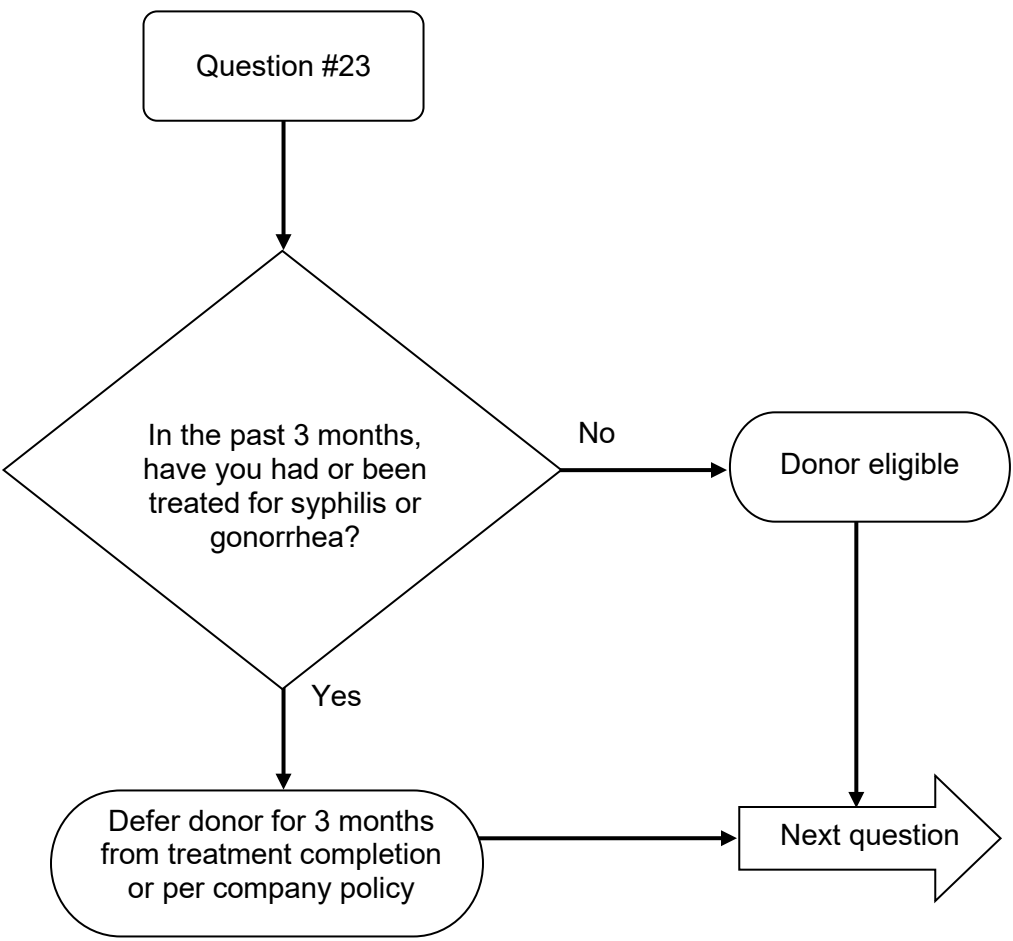 Question #23
In the past 3 months,
have you had or been
treated for syphilis or
gonorrhea?
No
Donor eligible
Yes
Defer donor for 3 months
from treatment completion
or per company policy
Next question